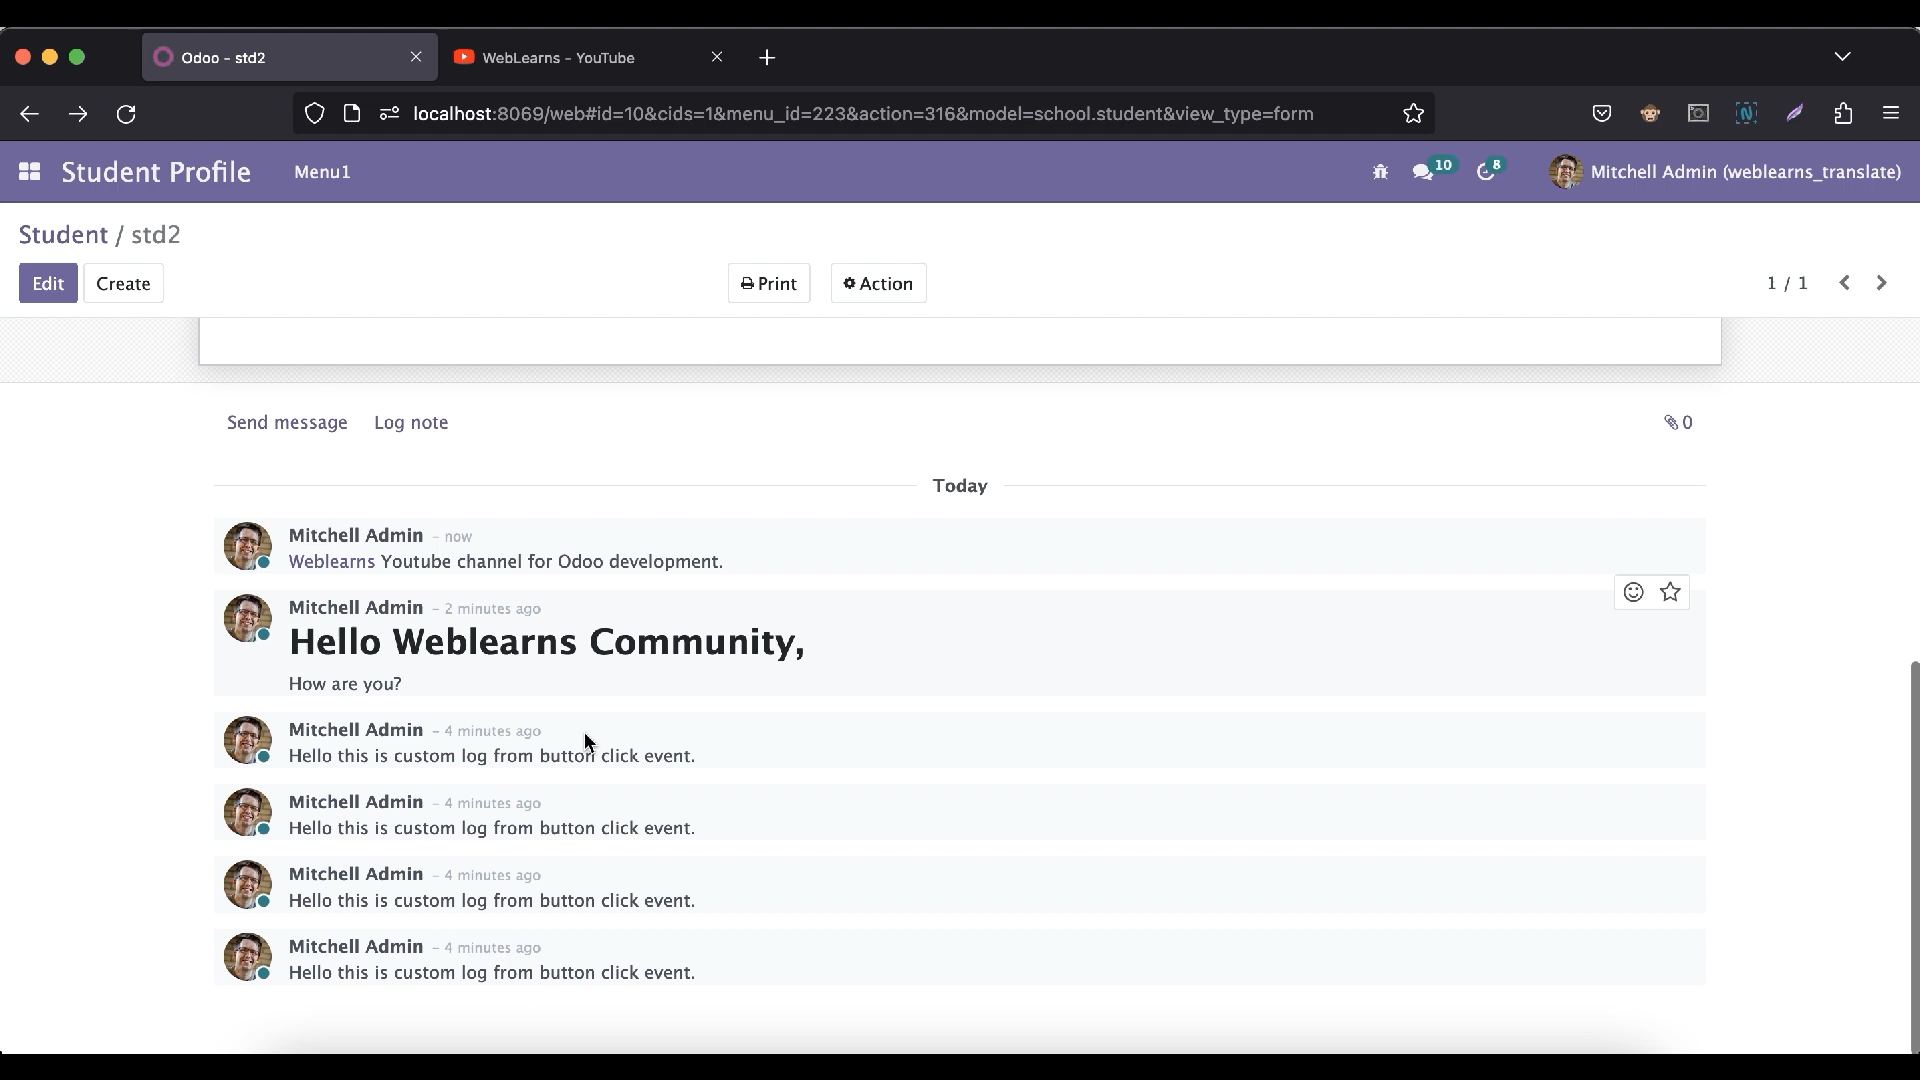 Odoo - std2
WebLearns - YouTube
localhost:8069/web#id=10&cids=1&menu_id=223&action=316&model=school.student&view_type=form
Student Profile
Menu1
10
8
Mitchell Admin (weblearns_translate)
Student / std2
Edit
Create
Print
Action
1 / 1
Send message
Log note
0
Today
Mitchell Admin - now
Weblearns Youtube channel for Odoo development.
Mitchell Admin - 2 minutes ago
Hello Weblearns Community,
How are you?
Mitchell Admin - 4 minutes ago
Hello this is custom log from button click event.
Mitchell Admin - 4 minutes ago
Hello this is custom log from button click event.
Mitchell Admin - 4 minutes ago
Hello this is custom log from button click event.
Mitchell Admin - 4 minutes ago
Hello this is custom log from button click event.